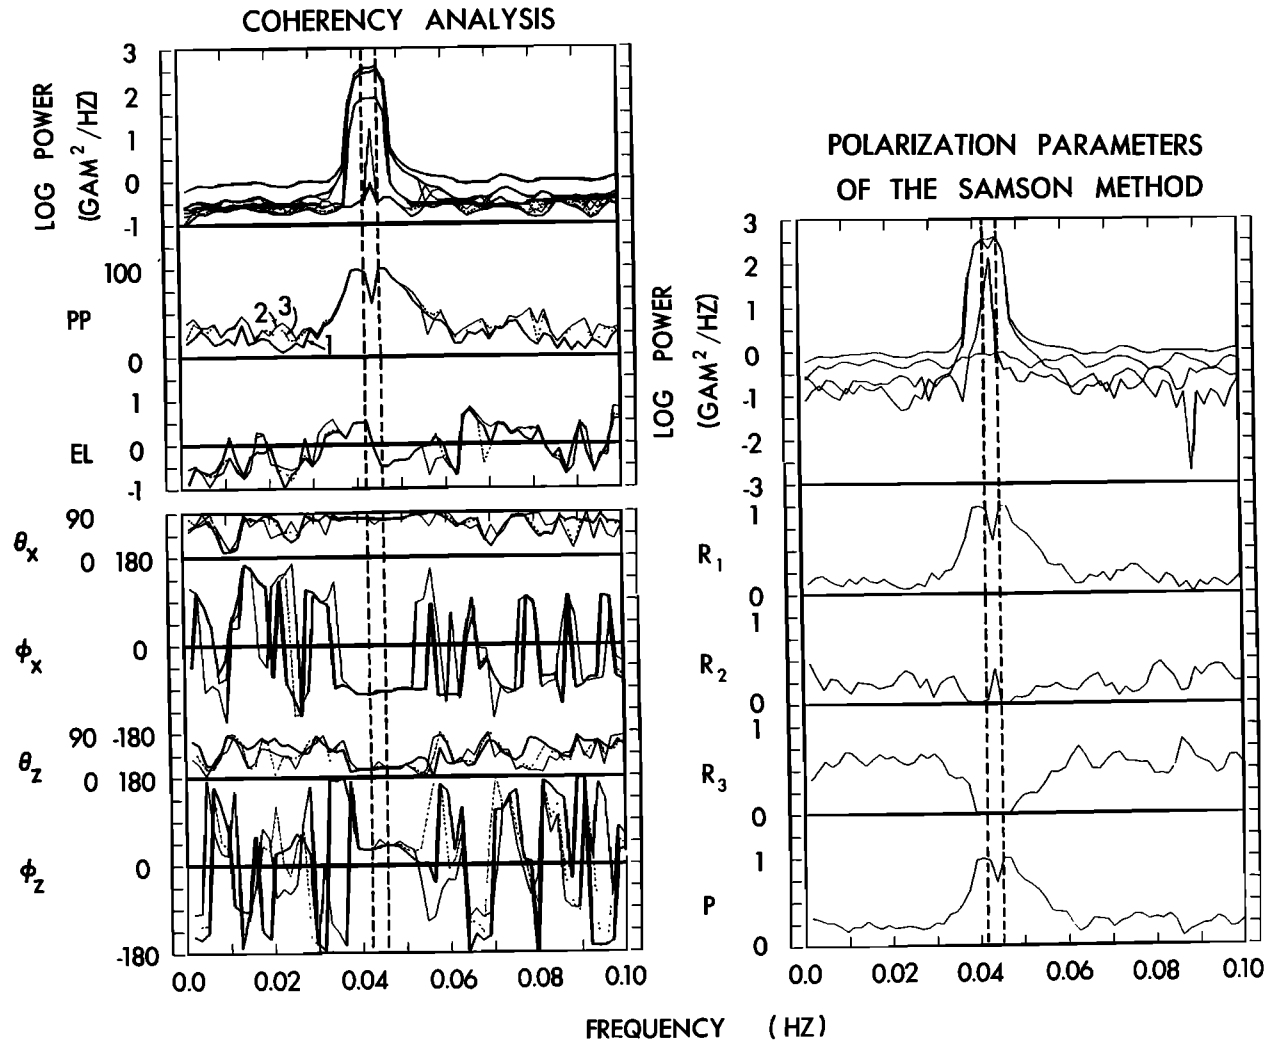 COHERENCY ANALYSIS
LOG POWER
(GAM²/HZ)
3
2
1
0
-1
PP
100
0
2
3
1
EL
1
0
-1
θx
90
0
ϕx
180
0
-180
θz
90
0
ϕz
180
0
-180
0.0 0.02 0.04 0.06 0.08 0.10
POLARIZATION PARAMETERS
OF THE SAMSON METHOD
LOG POWER
(GAM²/HZ)
3
2
1
0
-1
-2
-3
R₁
1
0
R₂
1
0
R₃
1
0
P
1
0
0.0 0.02 0.04 0.06 0.08 0.10
FREQUENCY (HZ)